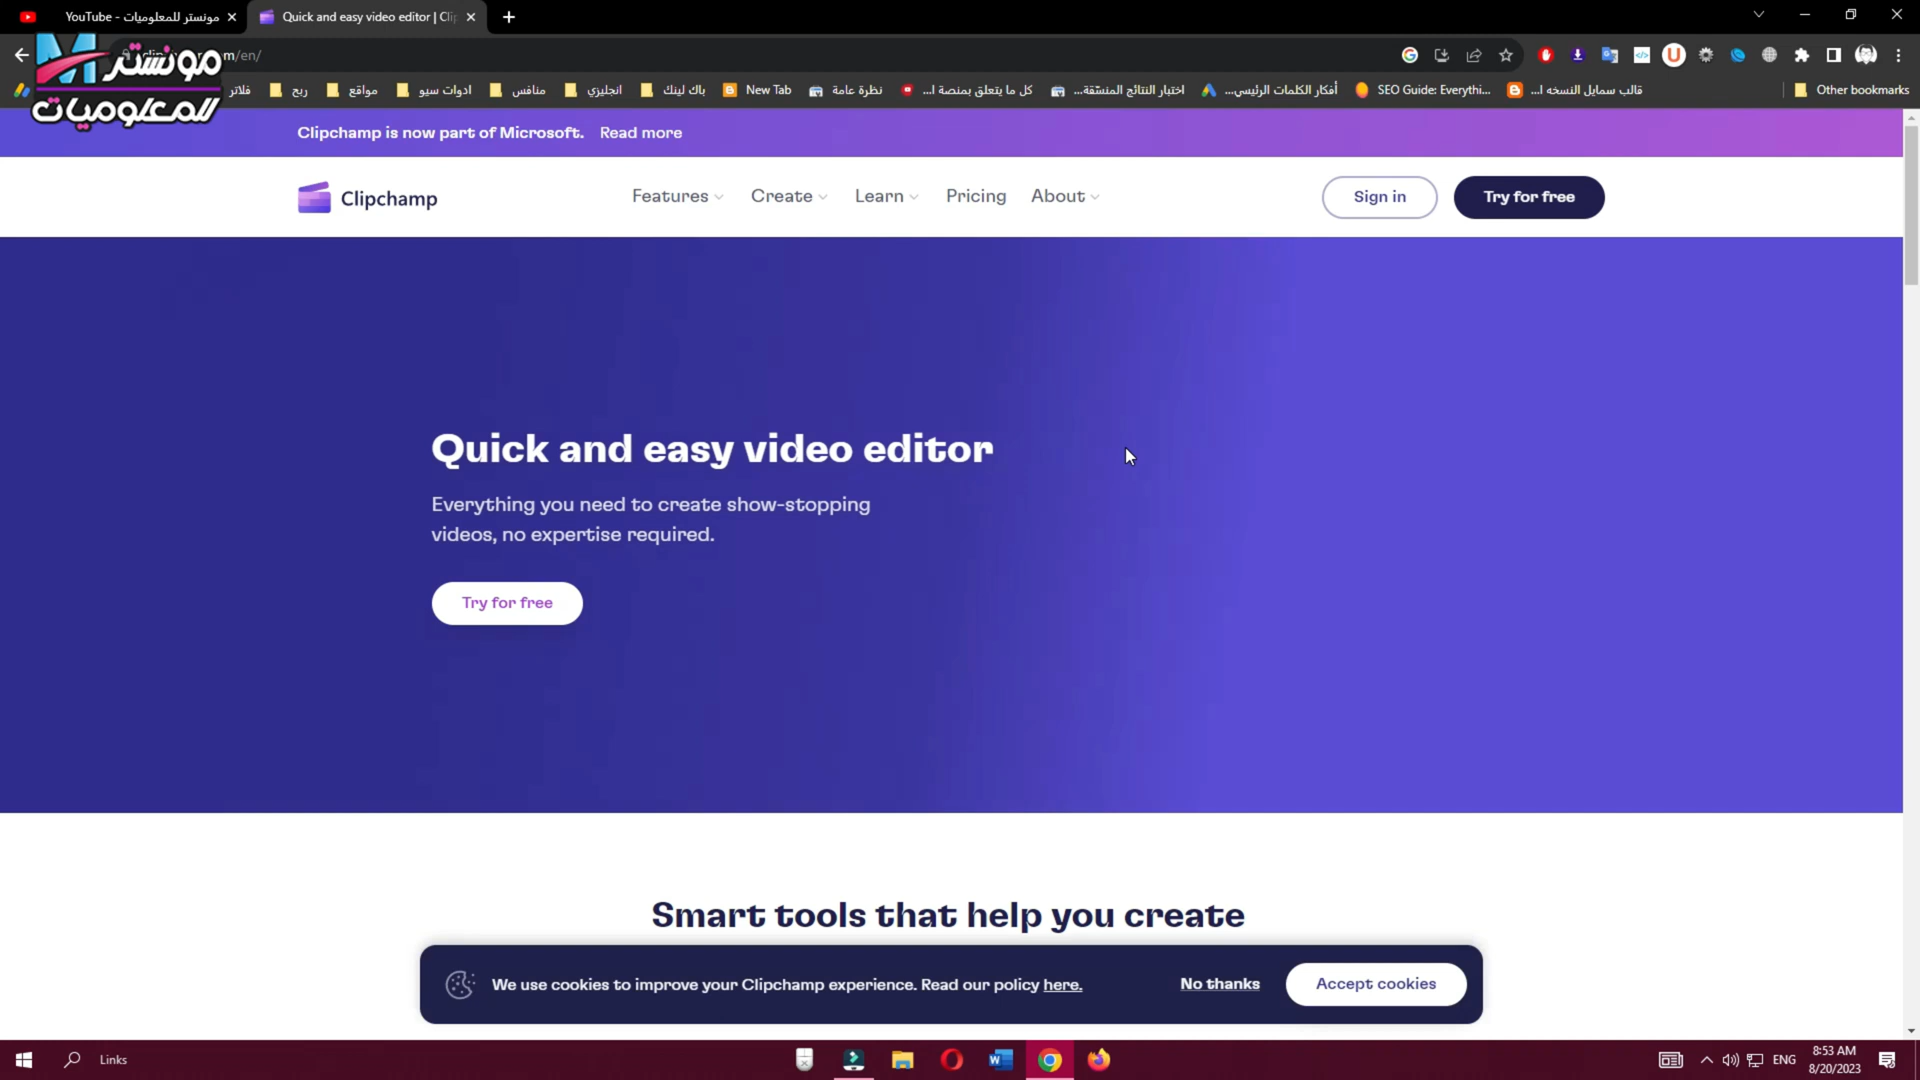 YouTube - مونستر للمعلوميات
Quick and easy video editor | Cli
مونستر
للمعلوميات
m/en/
فلاتر
ربح
مواقع
ادوات سيو
منافس
انجليزي
باك لينك
New Tab
نظرة عامة
كل ما يتعلق بمنصة ا...
اختبار النتائج المنسّقة...
أفكار الكلمات الرئيسي...
SEO Guide: Everythi...
قالب سمايل النسخه ا...
Other bookmarks
Clipchamp is now part of Microsoft. Read more
Clipchamp
Features
Create
Learn
Pricing
About
Sign in
Try for free
Quick and easy video editor
Everything you need to create show-stopping
videos, no expertise required.
Try for free
Smart tools that help you create
We use cookies to improve your Clipchamp experience. Read our policy here.
No thanks
Accept cookies
Links
ENG
8:53 AM
8/20/2023